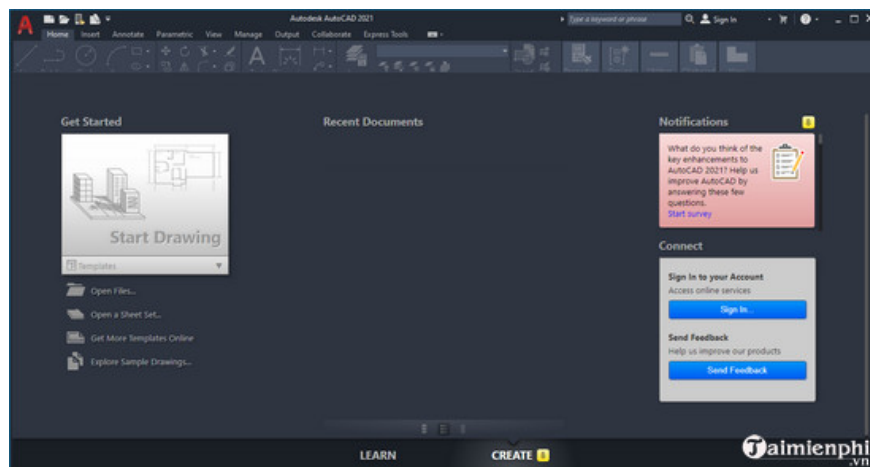 Autodesk AutoCAD 2021
Type a keyword or phrase
Sign In
Home Insert Annotate Parametric View Manage Output Collaborate Express Tools
Get Started
Recent Documents
Notifications
Start Drawing
Templates
Open Files...
Open a Sheet Set...
Get More Templates Online
Explore Sample Drawings...
What do you think of the
key enhancements to
AutoCAD 2021? Help us
improve AutoCAD by
answering these few
questions.
Start survey
Connect
Sign In to your Account
Access online services
Sign In...
Send Feedback
Help us improve our products
Send Feedback
LEARN
CREATE
Taimienphi
.vn